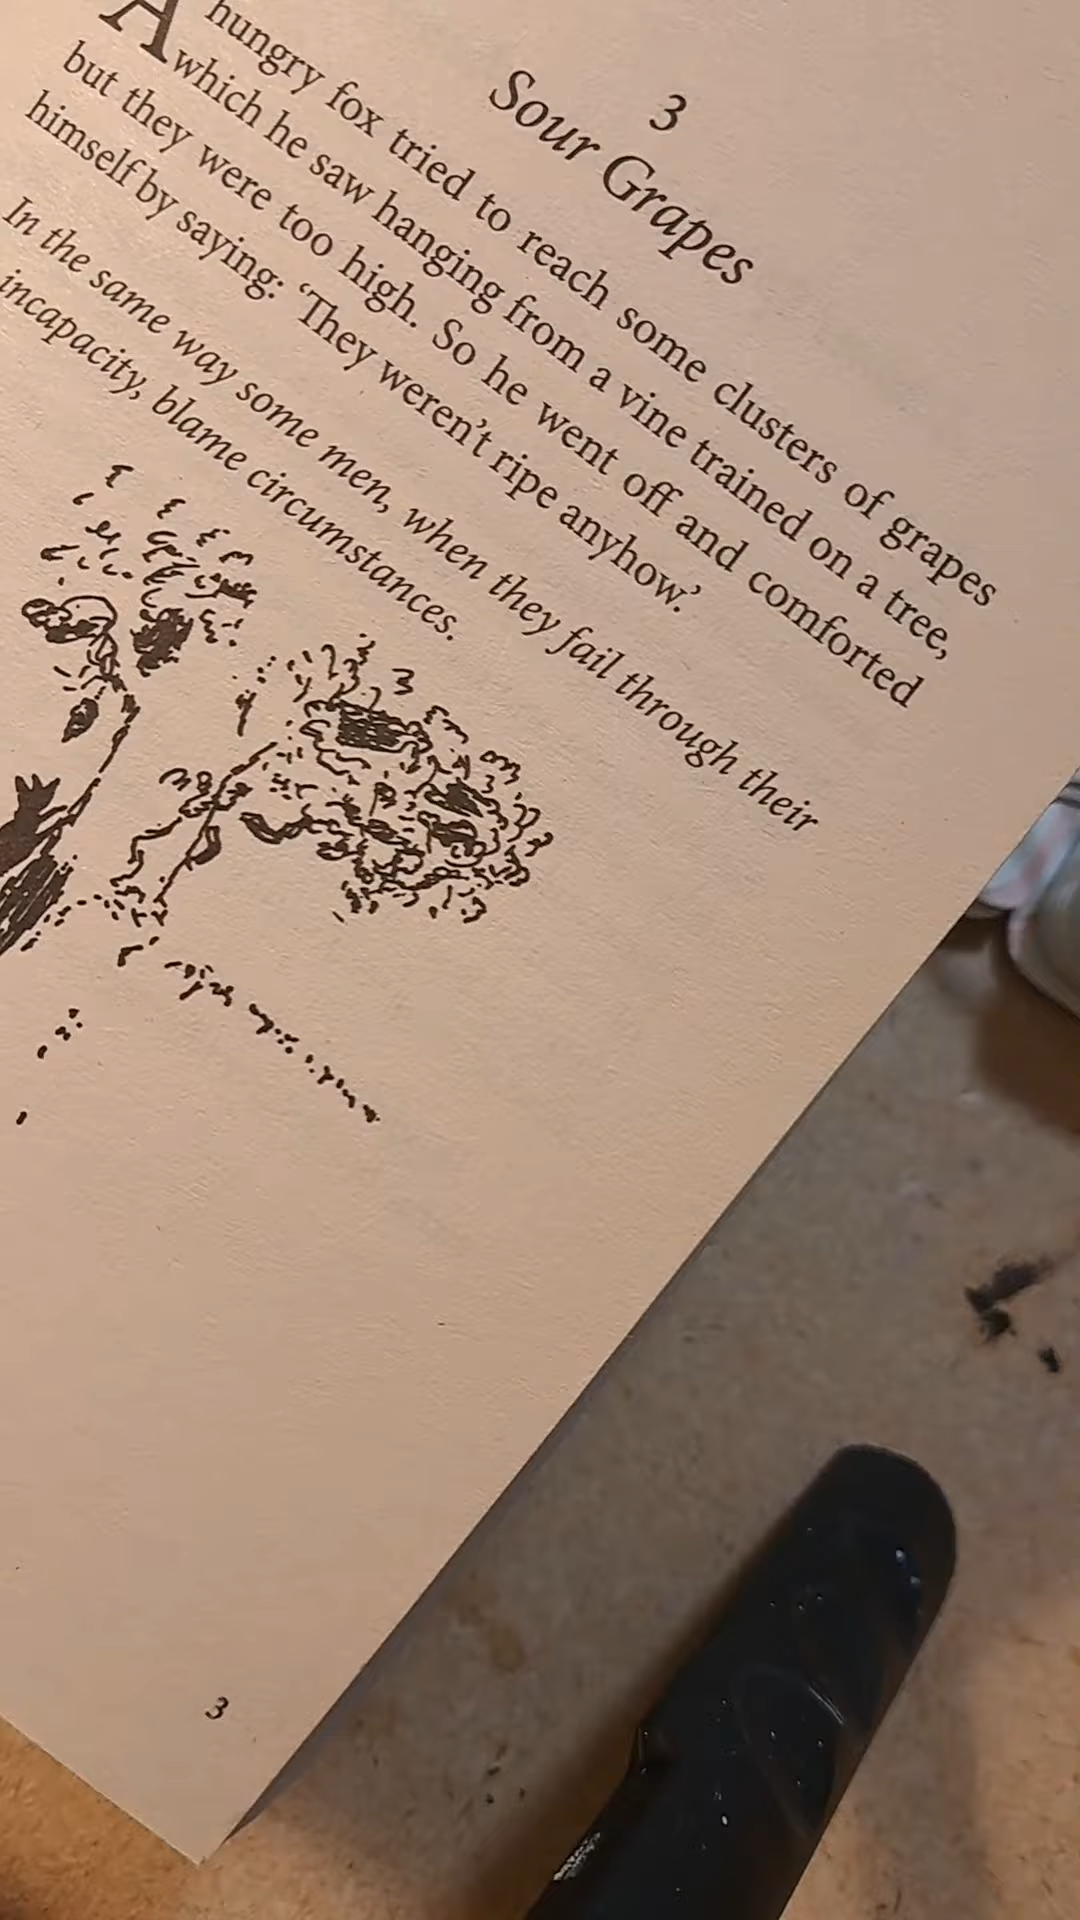 3
Sour Grapes
A hungry fox tried to reach some clusters of grapes
which he saw hanging from a vine trained on a tree,
but they were too high. So he went off and comforted
himself by saying: ‘They weren’t ripe anyhow.’
In the same way some men, when they fail through their
incapacity, blame circumstances.
3